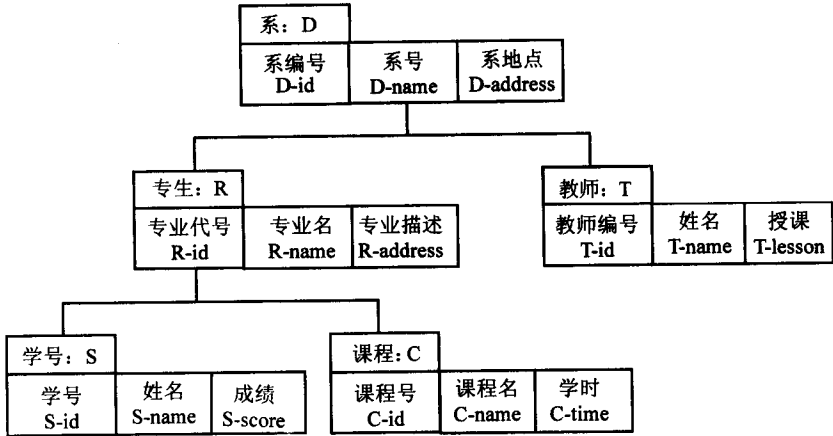 系：D
系编号 系号 系地点
D-id D-name D-address
专生：R
教师：T
专业代号 专业名 专业描述
R-id R-name R-address
教师编号 姓名 授课
T-id T-name T-lesson
学号：S
课程：C
学号 姓名 成绩
S-id S-name S-score
课程号 课程名 学时
C-id C-name C-time